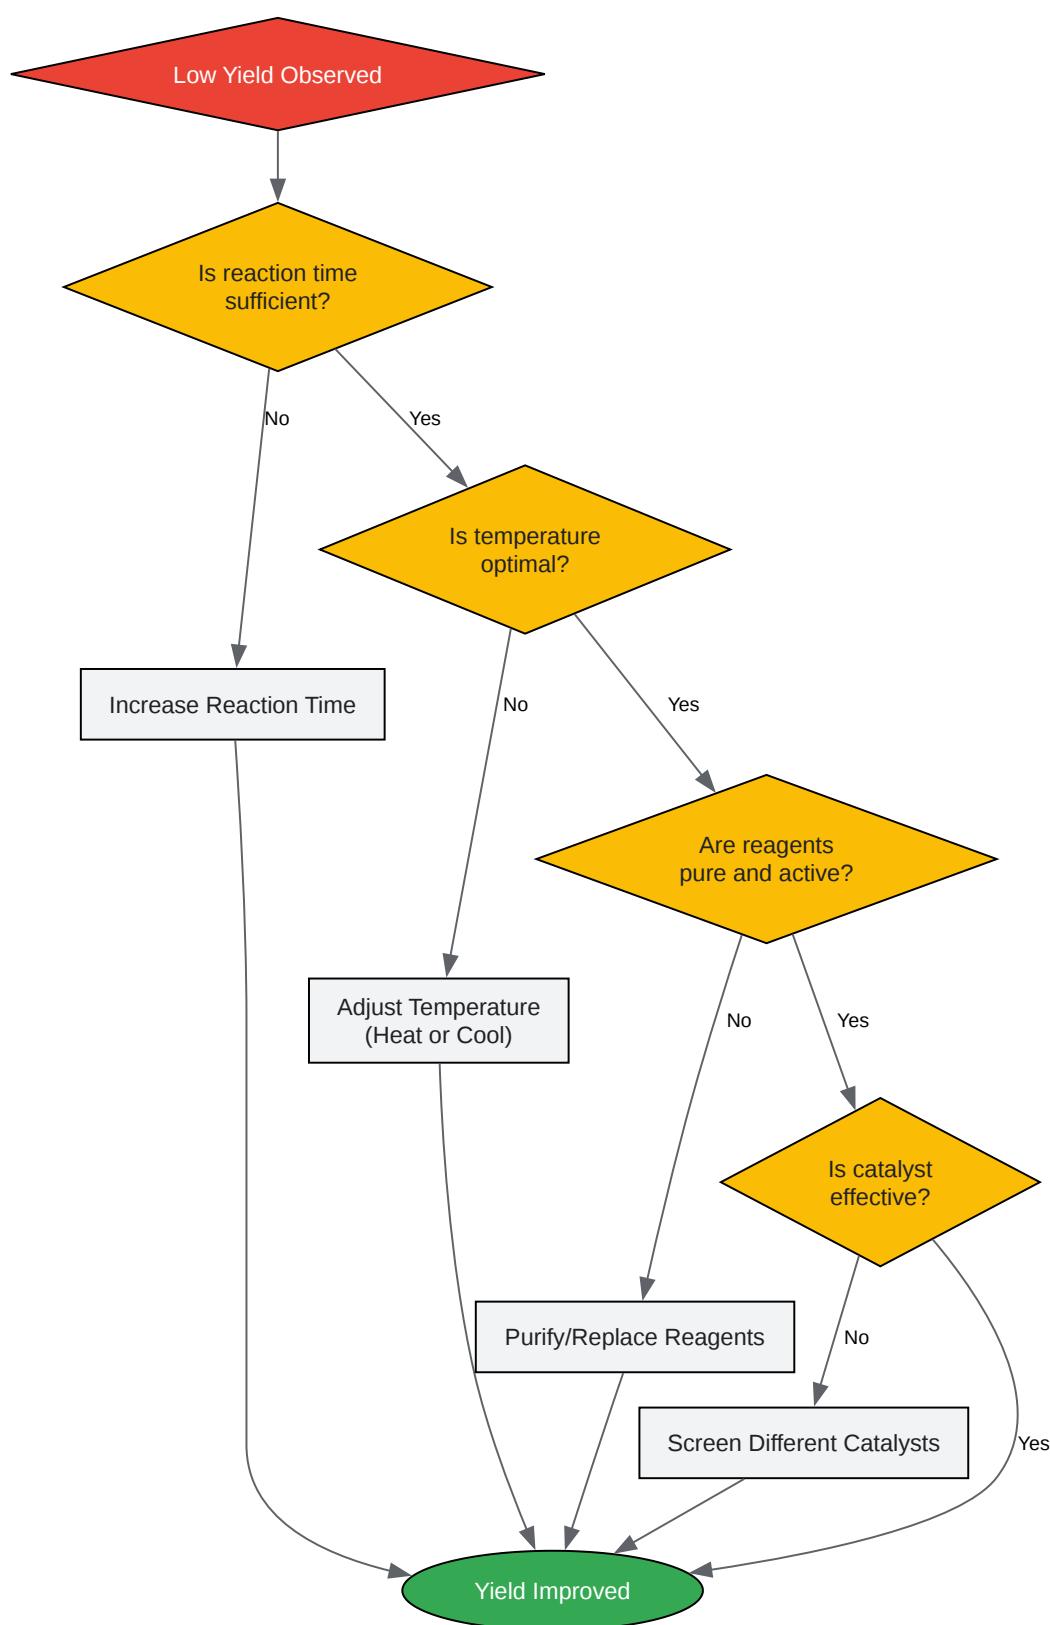 Low Yield Observed
Is reaction time
sufficient?
No
Yes
Is temperature
optimal?
Increase Reaction Time
No
Yes
Are reagents
pure and active?
Adjust Temperature
(Heat or Cool)
No
Yes
Is catalyst
effective?
Purify/Replace Reagents
No
Screen Different Catalysts
Yes
Yield Improved